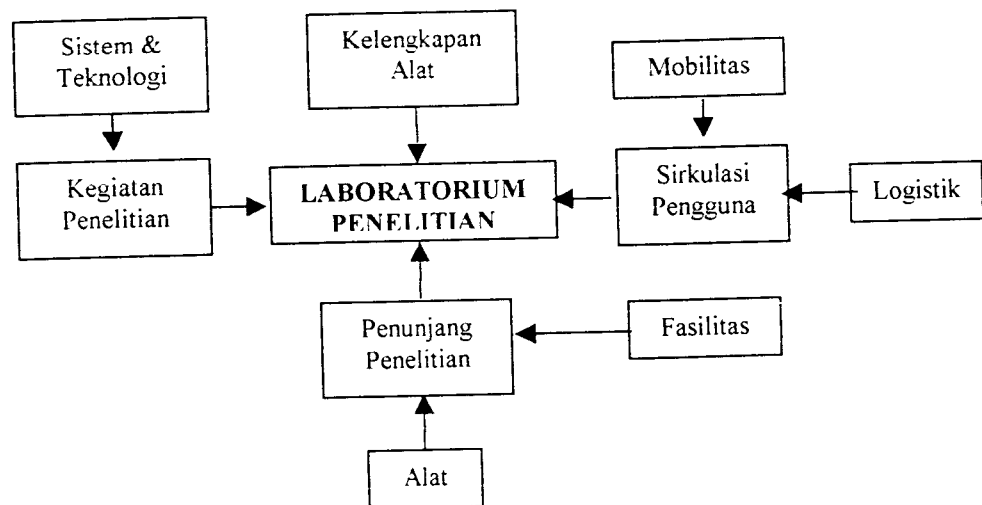 Sistem &
Teknologi
Kelengkapan
Alat
Mobilitas
Kegiatan
Penelitian
LABORATORIUM
PENELITIAN
Sirkulasi
Pengguna
Logistik
Penunjang
Penelitian
Fasilitas
Alat